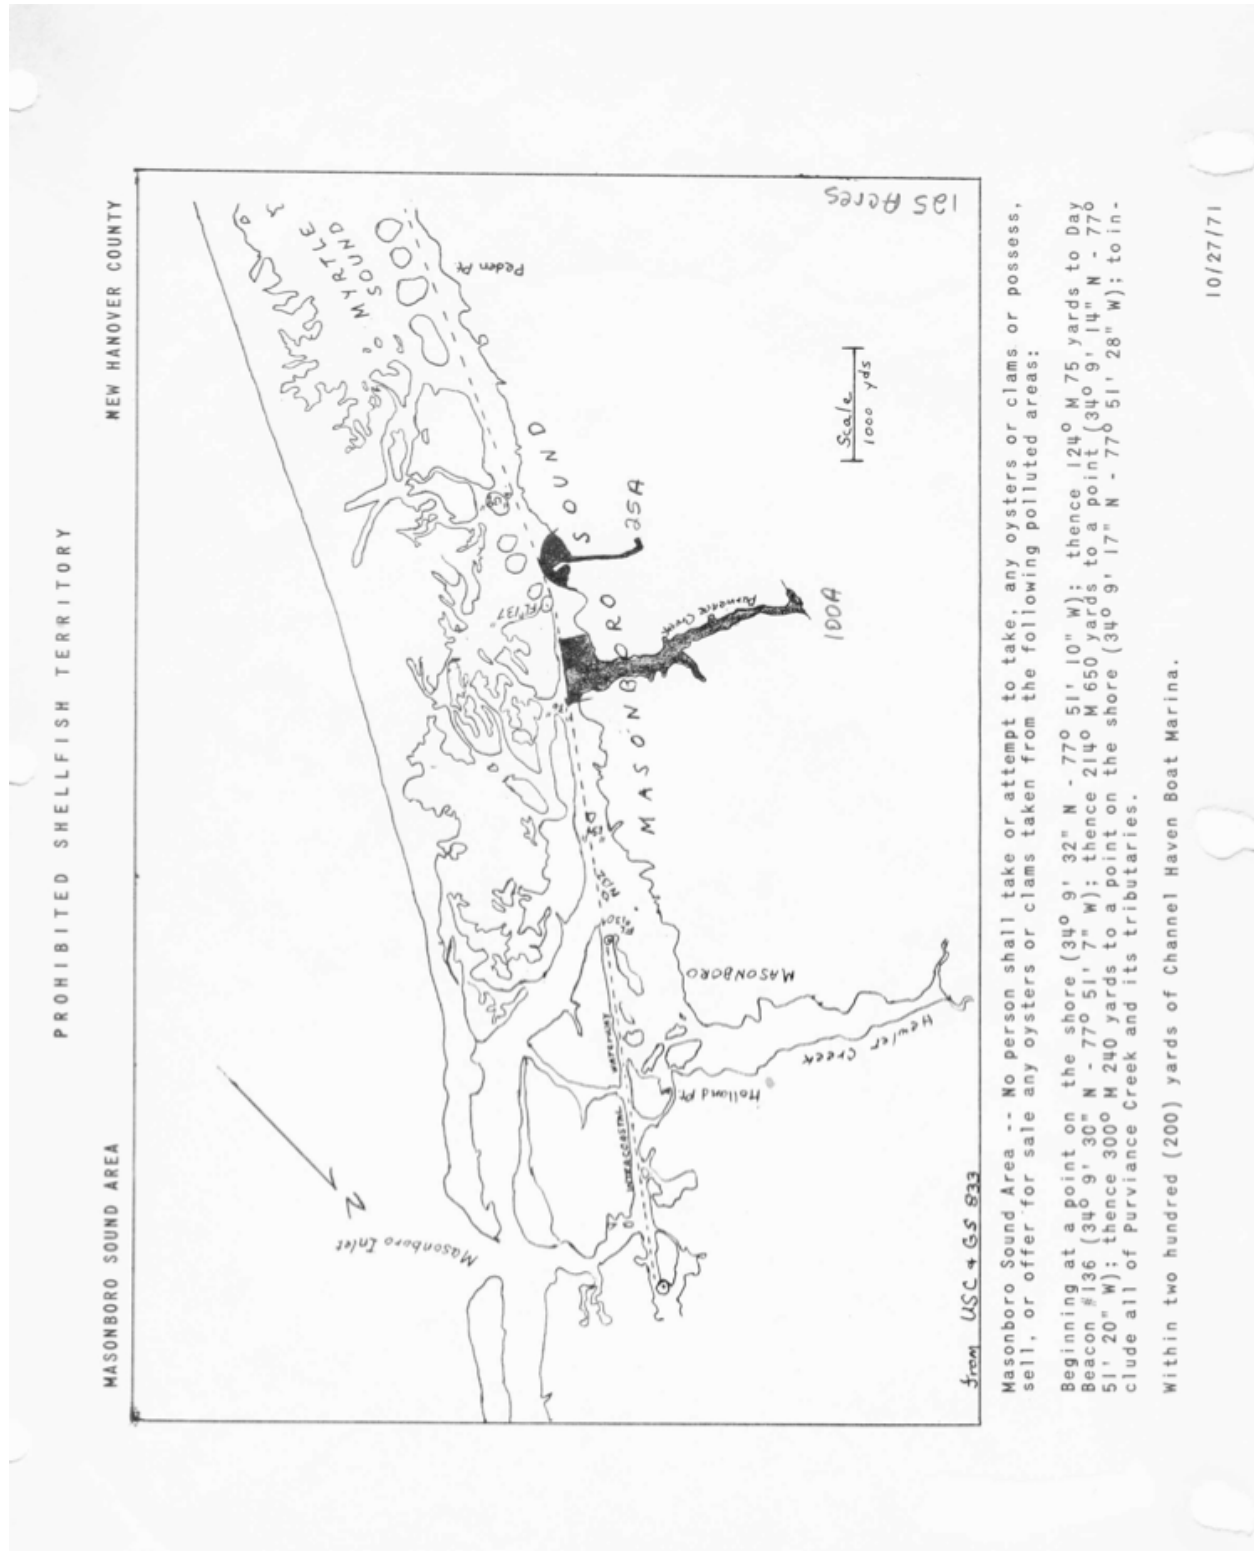 PROHIBITED SHELLFISH TERRITORY
MASONBORO SOUND AREA
NEW HANOVER COUNTY
MYRTLE
SOUND
Peden Pt.
125 Acres
Scale
1000 yds
SOUND
25A
FL 137
MASONBORO
Purviance Creek
100A
MASONBORO
Hewler Creek
Holland Pt.
INTRACOASTAL
WATERWAY
Masonboro Inlet
N
from USC & GS 833
Masonboro Sound Area -- No person shall take or attempt to take, any oysters or clams or possess,
sell, or offer for sale any oysters or clams taken from the following polluted areas:
Beginning at a point on the shore (34° 9' 32" N - 77° 51' 10" W); thence 124° M 75 yards to Day
Beacon #136 (34° 9' 30" N - 77° 51' 7" W); thence 214° M 650 yards to a point (34° 9' 14" N - 77°
51' 20" W); thence 300° M 240 yards to a point on the shore (34° 9' 17" N - 77° 51' 28" W); to in-
clude all of Purviance Creek and its tributaries.
Within two hundred (200) yards of Channel Haven Boat Marina.
10/27/71